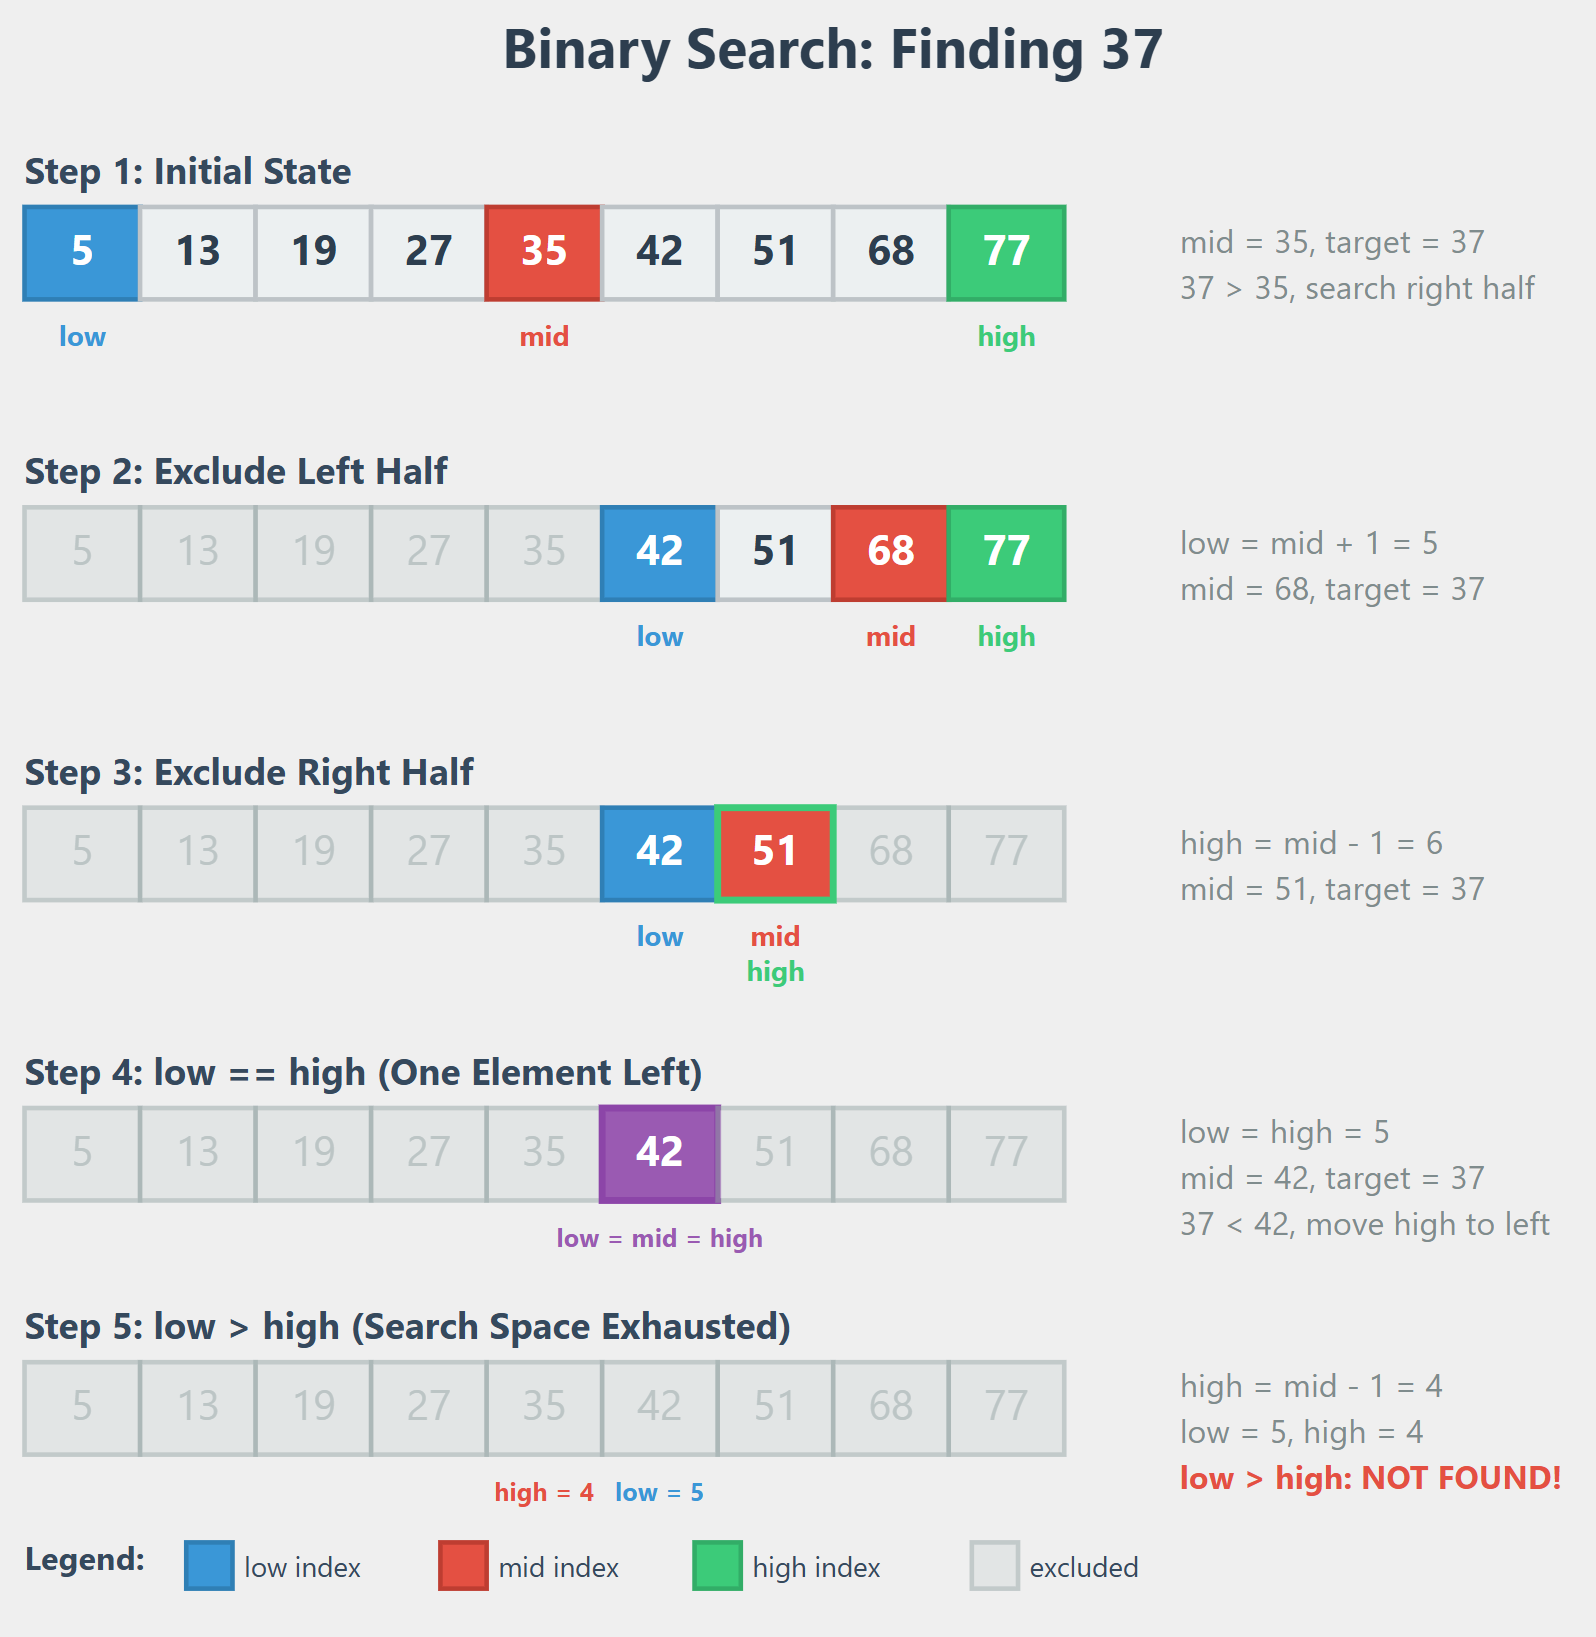 Binary Search: Finding 37
Step 1: Initial State
5 13 19 27 35 42 51 68 77
low mid high
mid = 35, target = 37
37 > 35, search right half
Step 2: Exclude Left Half
5 13 19 27 35 42 51 68 77
low mid high
low = mid + 1 = 5
mid = 68, target = 37
Step 3: Exclude Right Half
5 13 19 27 35 42 51 68 77
low mid
high
high = mid - 1 = 6
mid = 51, target = 37
Step 4: low == high (One Element Left)
5 13 19 27 35 42 51 68 77
low = mid = high
low = high = 5
mid = 42, target = 37
37 < 42, move high to left
Step 5: low > high (Search Space Exhausted)
5 13 19 27 35 42 51 68 77
high = 4 low = 5
high = mid - 1 = 4
low = 5, high = 4
low > high: NOT FOUND!
Legend: low index mid index high index excluded